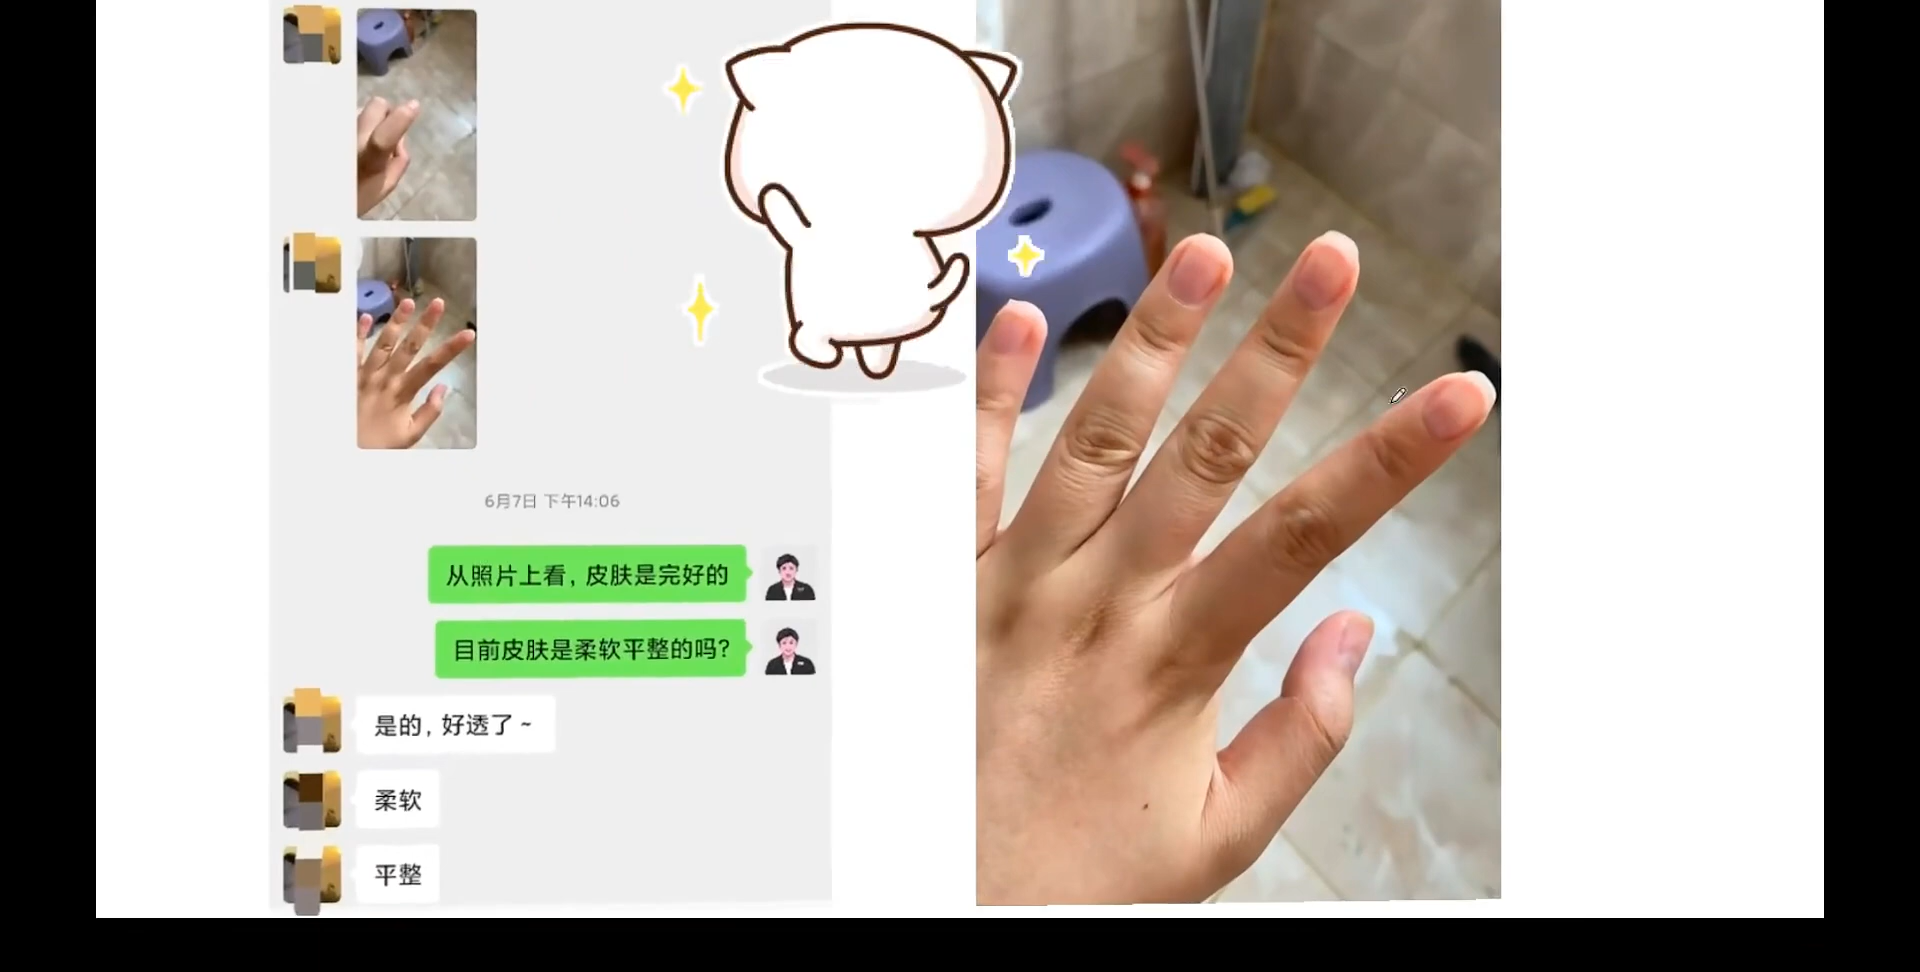 6月7日 下午14:06
从照片上看，皮肤是完好的
目前皮肤是柔软平整的吗？
是的，好透了～
柔软
平整